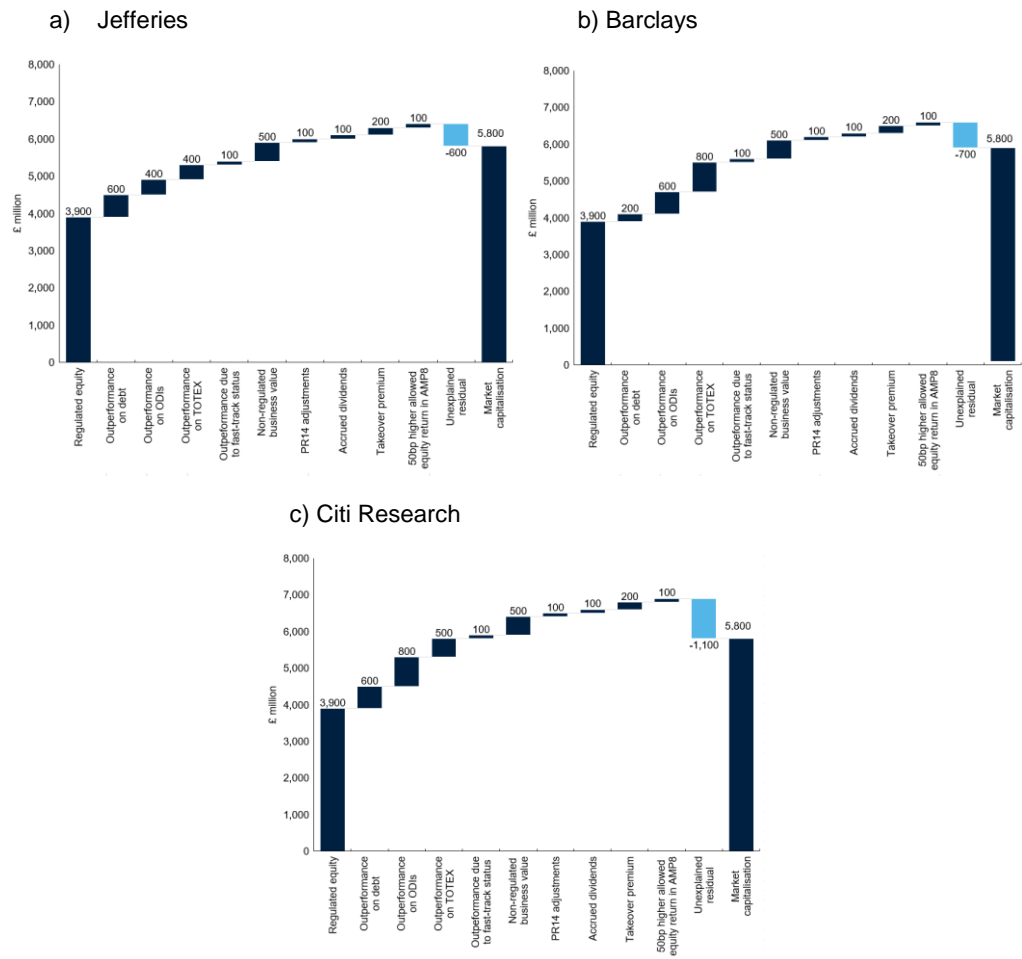 a) Jefferies
8,000
7,000
6,000
5,000
4,000
3,000
2,000
1,000
0
£ million
3,900
600
400
400
100
500
100
100
200
100
-600
5,800
Regulated equity
Outperformance
on debt
Outperformance
on ODIs
Outperformance
on TOTEX
Outpeformance due
to fast-track status
Non-regulated
business value
PR14 adjustments
Accrued dividends
Takeover premium
50bp higher allowed
equity return in AMP8
Unexplained
residual
Market
capitalisation
b) Barclays
8,000
7,000
6,000
5,000
4,000
3,000
2,000
1,000
0
£ million
3,900
200
600
800
100
500
100
100
200
100
-700
5,800
Regulated equity
Outperformance
on debt
Outperformance
on ODIs
Outperformance
on TOTEX
Outpeformance due
to fast-track status
Non-regulated
business value
PR14 adjustments
Accrued dividends
Takeover premium
50bp higher allowed
equity return in AMP8
Unexplained
residual
Market
capitalisation
c) Citi Research
8,000
7,000
6,000
5,000
4,000
3,000
2,000
1,000
0
£ million
3,900
600
800
500
100
500
100
100
200
100
-1,100
5,800
Regulated equity
Outperformance
on debt
Outperformance
on ODIs
Outperformance
on TOTEX
Outpeformance due
to fast-track status
Non-regulated
business value
PR14 adjustments
Accrued dividends
Takeover premium
50bp higher allowed
equity return in AMP8
Unexplained
residual
Market
capitalisation